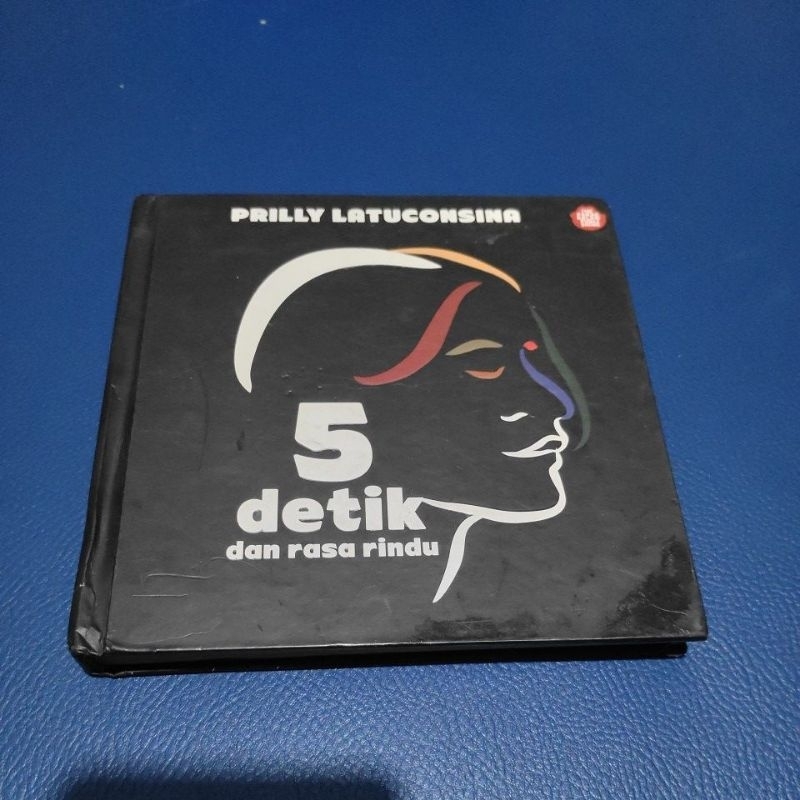 PRILLY LATUCONSINA
5
detik
dan rasa rindu